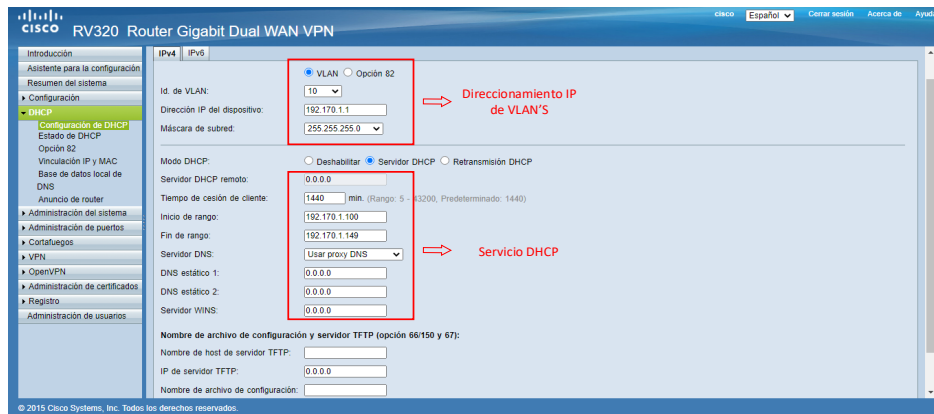 cisco Español Cerrar sesión Acerca de Ayuda
CISCO RV320 Router Gigabit Dual WAN VPN
Introducción
Asistente para la configuración
Resumen del sistema
Configuración
DHCP
Configuración de DHCP
Estado de DHCP
Opción 82
Vinculación IP y MAC
Base de datos local de
DNS
Anuncio de router
Administración del sistema
Administración de puertos
Cortafuegos
VPN
OpenVPN
Administración de certificados
Registro
Administración de usuarios
IPv4 IPv6
VLAN Opción 82
Id. de VLAN: 10
Dirección IP del dispositivo: 192.170.1.1
Máscara de subred: 255.255.255.0
Direccionamiento IP
de VLAN'S
Modo DHCP: Deshabilitar Servidor DHCP Retransmisión DHCP
Servidor DHCP remoto: 0.0.0.0
Tiempo de cesión de cliente: 1440 min. (Rango: 5 - 43200, Predeterminado: 1440)
Inicio de rango: 192.170.1.100
Fin de rango: 192.170.1.149
Servidor DNS: Usar proxy DNS
Servicio DHCP
DNS estático 1: 0.0.0.0
DNS estático 2: 0.0.0.0
Servidor WINS: 0.0.0.0
Nombre de archivo de configuración y servidor TFTP (opción 66/150 y 67):
Nombre de host de servidor TFTP:
IP de servidor TFTP: 0.0.0.0
Nombre de archivo de configuración:
© 2015 Cisco Systems, Inc. Todos los derechos reservados.